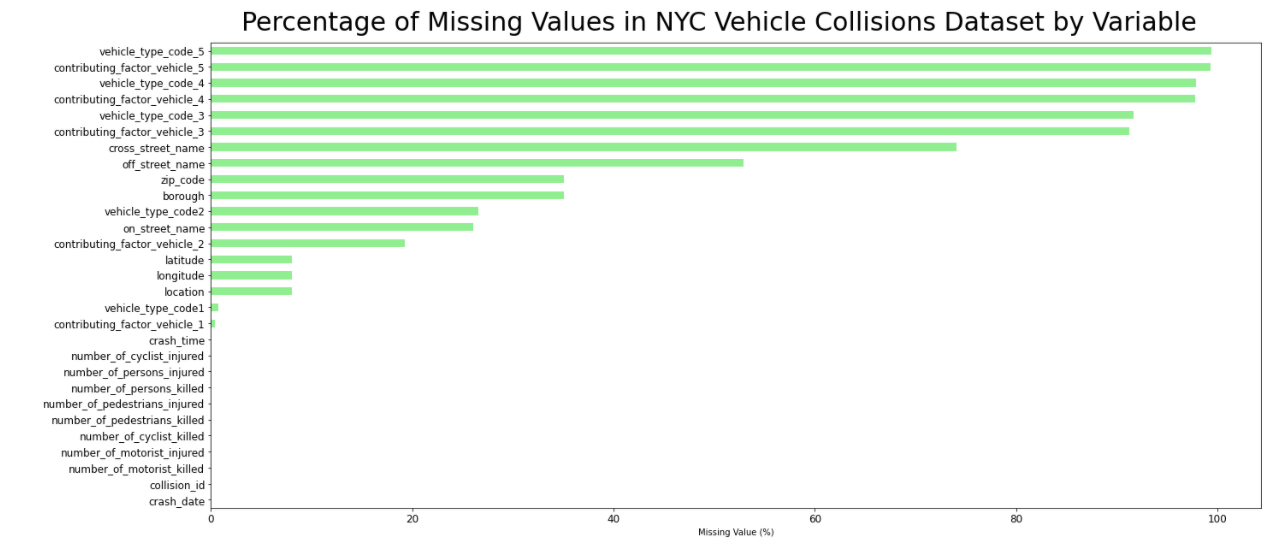 Percentage of Missing Values in NYC Vehicle Collisions Dataset by Variable
vehicle_type_code_5
contributing_factor_vehicle_5
vehicle_type_code_4
contributing_factor_vehicle_4
vehicle_type_code_3
contributing_factor_vehicle_3
cross_street_name
off_street_name
zip_code
borough
vehicle_type_code2
on_street_name
contributing_factor_vehicle_2
latitude
longitude
location
vehicle_type_code1
contributing_factor_vehicle_1
crash_time
number_of_cyclist_injured
number_of_persons_injured
number_of_persons_killed
number_of_pedestrians_injured
number_of_pedestrians_killed
number_of_cyclist_killed
number_of_motorist_injured
number_of_motorist_killed
collision_id
crash_date
0 20 40 60 80 100
Missing Value (%)